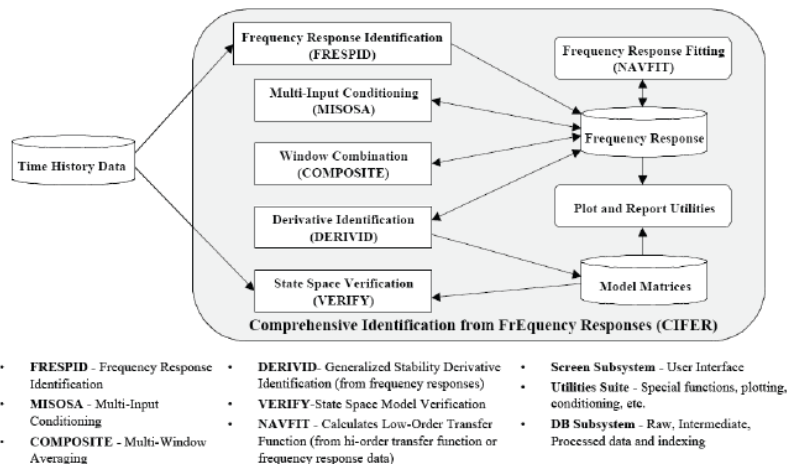 Frequency Response Identification
(FRESPID)
Frequency Response Fitting
(NAVFIT)
Multi-Input Conditioning
(MISOSA)
Frequency Response
Time History Data
Window Combination
(COMPOSITE)
Plot and Report Utilities
Derivative Identification
(DERIVID)
Model Matrices
State Space Verification
(VERIFY)
Comprehensive Identification from FrEquency Responses (CIFER)
• FRESPID - Frequency Response
Identification
• MISOSA - Multi-Input
Conditioning
• COMPOSITE - Multi-Window
Averaging
• DERIVID- Generalized Stability Derivative
Identification (from frequency responses)
• VERIFY-State Space Model Verification
• NAVFIT - Calculates Low-Order Transfer
Function (from hi-order transfer function or
frequency response data)
• Screen Subsystem - User Interface
• Utilities Suite - Special functions, plotting,
conditioning, etc.
• DB Subsystem - Raw, Intermediate,
Processed data and indexing